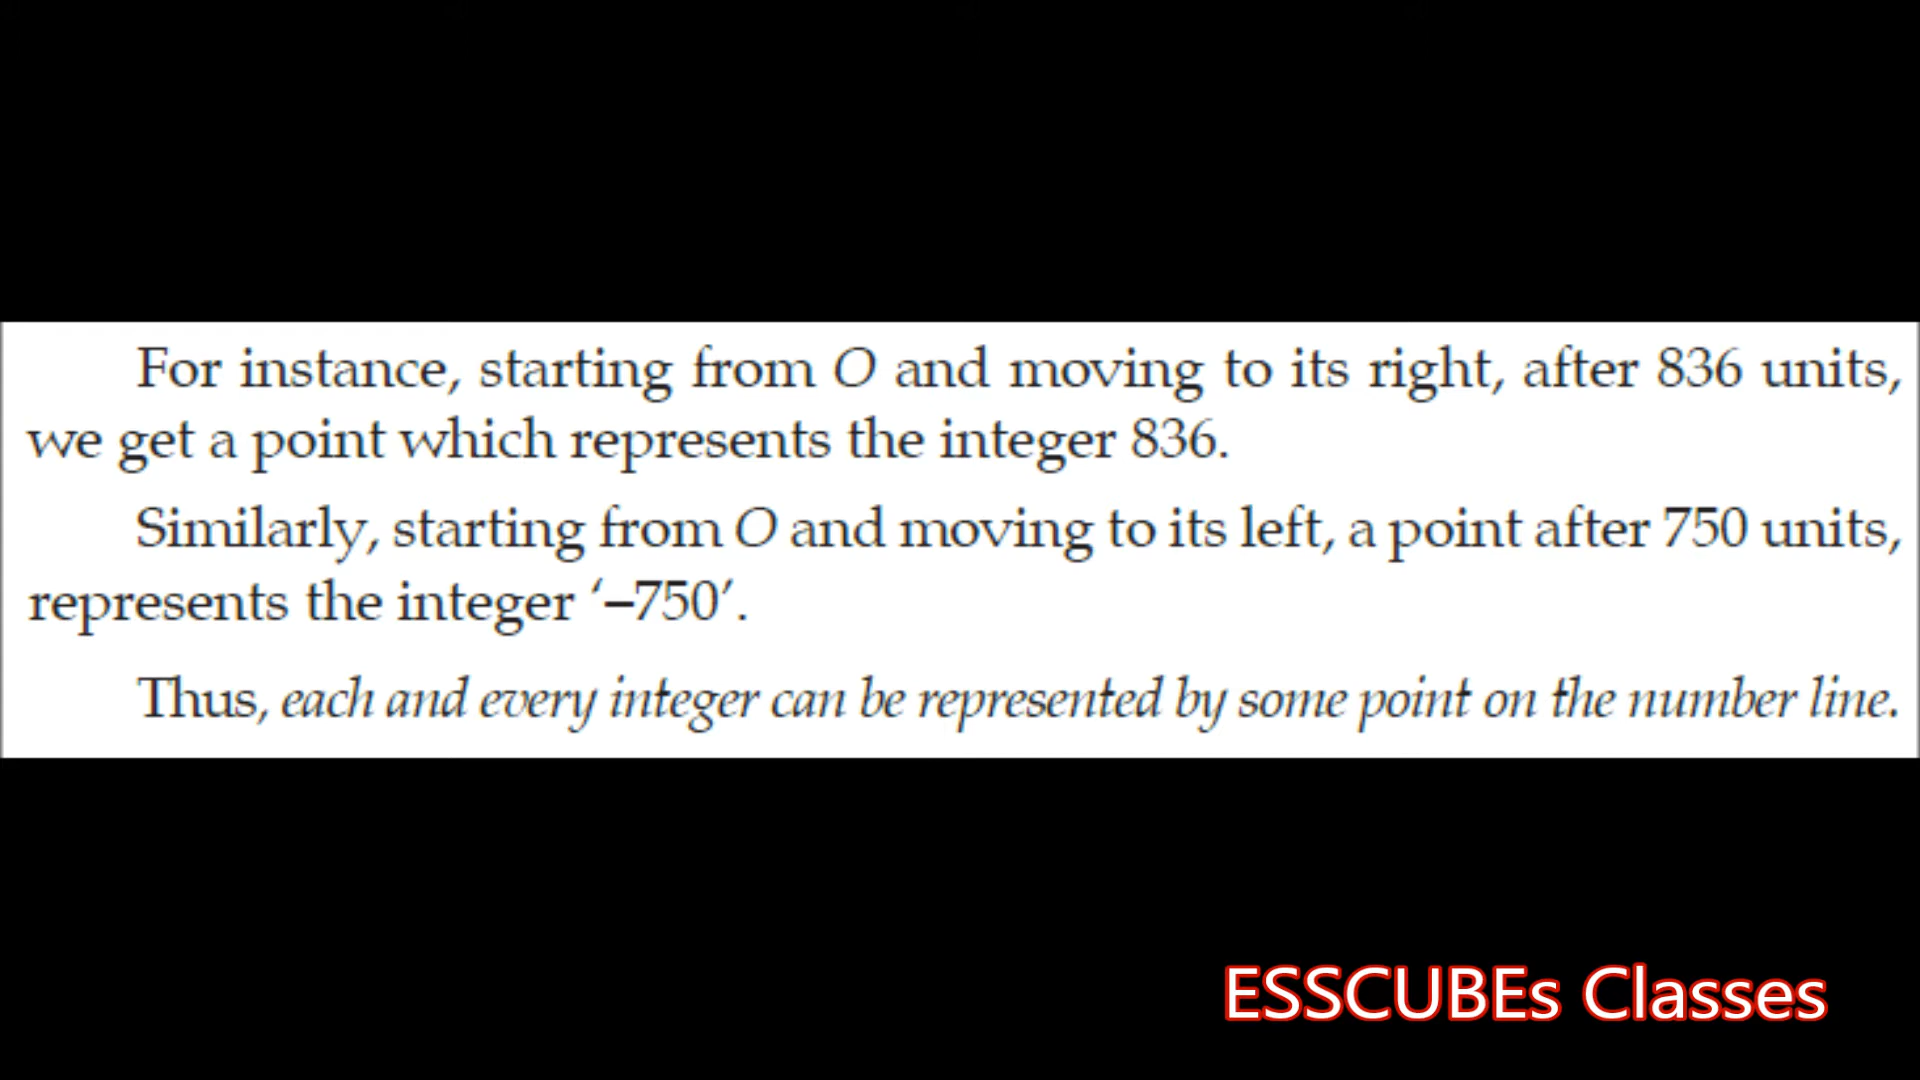 For instance, starting from O and moving to its right, after 836 units,
we get a point which represents the integer 836.
Similarly, starting from O and moving to its left, a point after 750 units,
represents the integer ‘–750’.
Thus, each and every integer can be represented by some point on the number line.
ESSCUBEs Classes